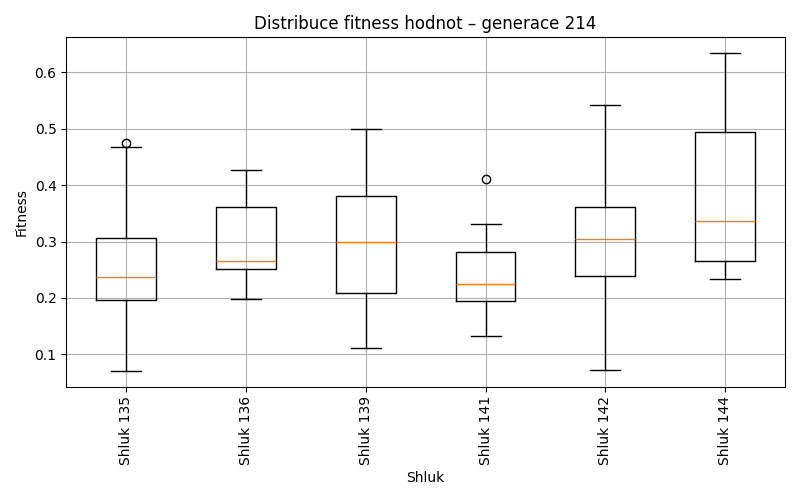 Distribuce fitness hodnot – generace 214
Fitness
0.6
0.5
0.4
0.3
0.2
0.1
Shluk 135
Shluk 136
Shluk 139
Shluk 141
Shluk 142
Shluk 144
Shluk